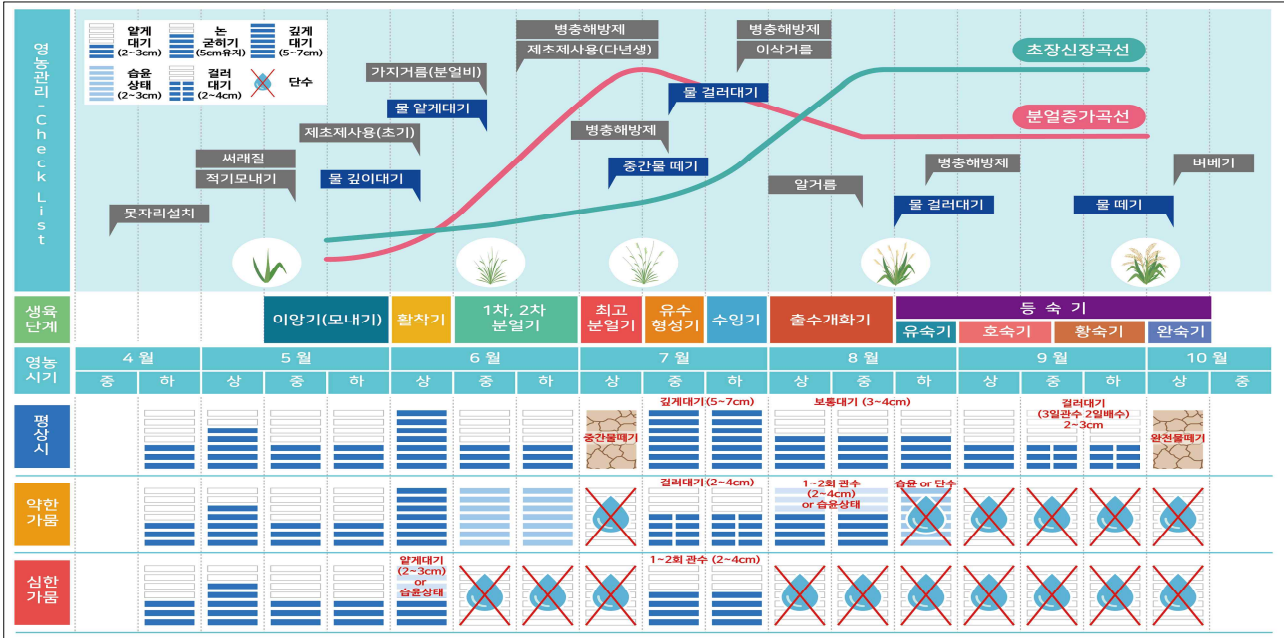 영농관리-Check List
얕게
대기
(2~3cm)
논
굳히기
(5cm유지)
깊게
대기
(5~7cm)
습윤
상태
(2~3cm)
걸러
대기
(2~4cm)
단수
병충해방제
제초제사용(다년생)
병충해방제
이삭거름
초장신장곡선
가지거름(분얼비)
물 얕게대기
물 걸러대기
분얼증가곡선
제초제사용(초기)
병충해방제
써래질
적기모내기
물 깊이대기
중간물 떼기
알거름
병충해방제
물 걸러대기
벼베기
물 떼기
못자리설치
생육
단계
이앙기(모내기)
활착기
1차, 2차
분얼기
최고
분얼기
유수
형성기
수잉기
출수개화기
등 숙 기
유숙기
호숙기
황숙기
완숙기
영농
시기
4 월
5 월
6 월
7 월
8 월
9 월
10 월
중 하 상 중 하 상 중 하 상 중 하 상 중 하 상 중 하 상 중
평상시
깊게대기(5~7cm)
보통대기 (3~4cm)
걸러대기
(3일관수 2일배수)
2~3cm
중간물떼기
완전물떼기
약한
가뭄
걸러대기(2~4cm)
1~2회 관수
(2~4cm)
or 습윤상태
습윤 or 단수
심한
가뭄
얕게대기
(2~3cm)
or
습윤상태
1~2회 관수 (2~4cm)